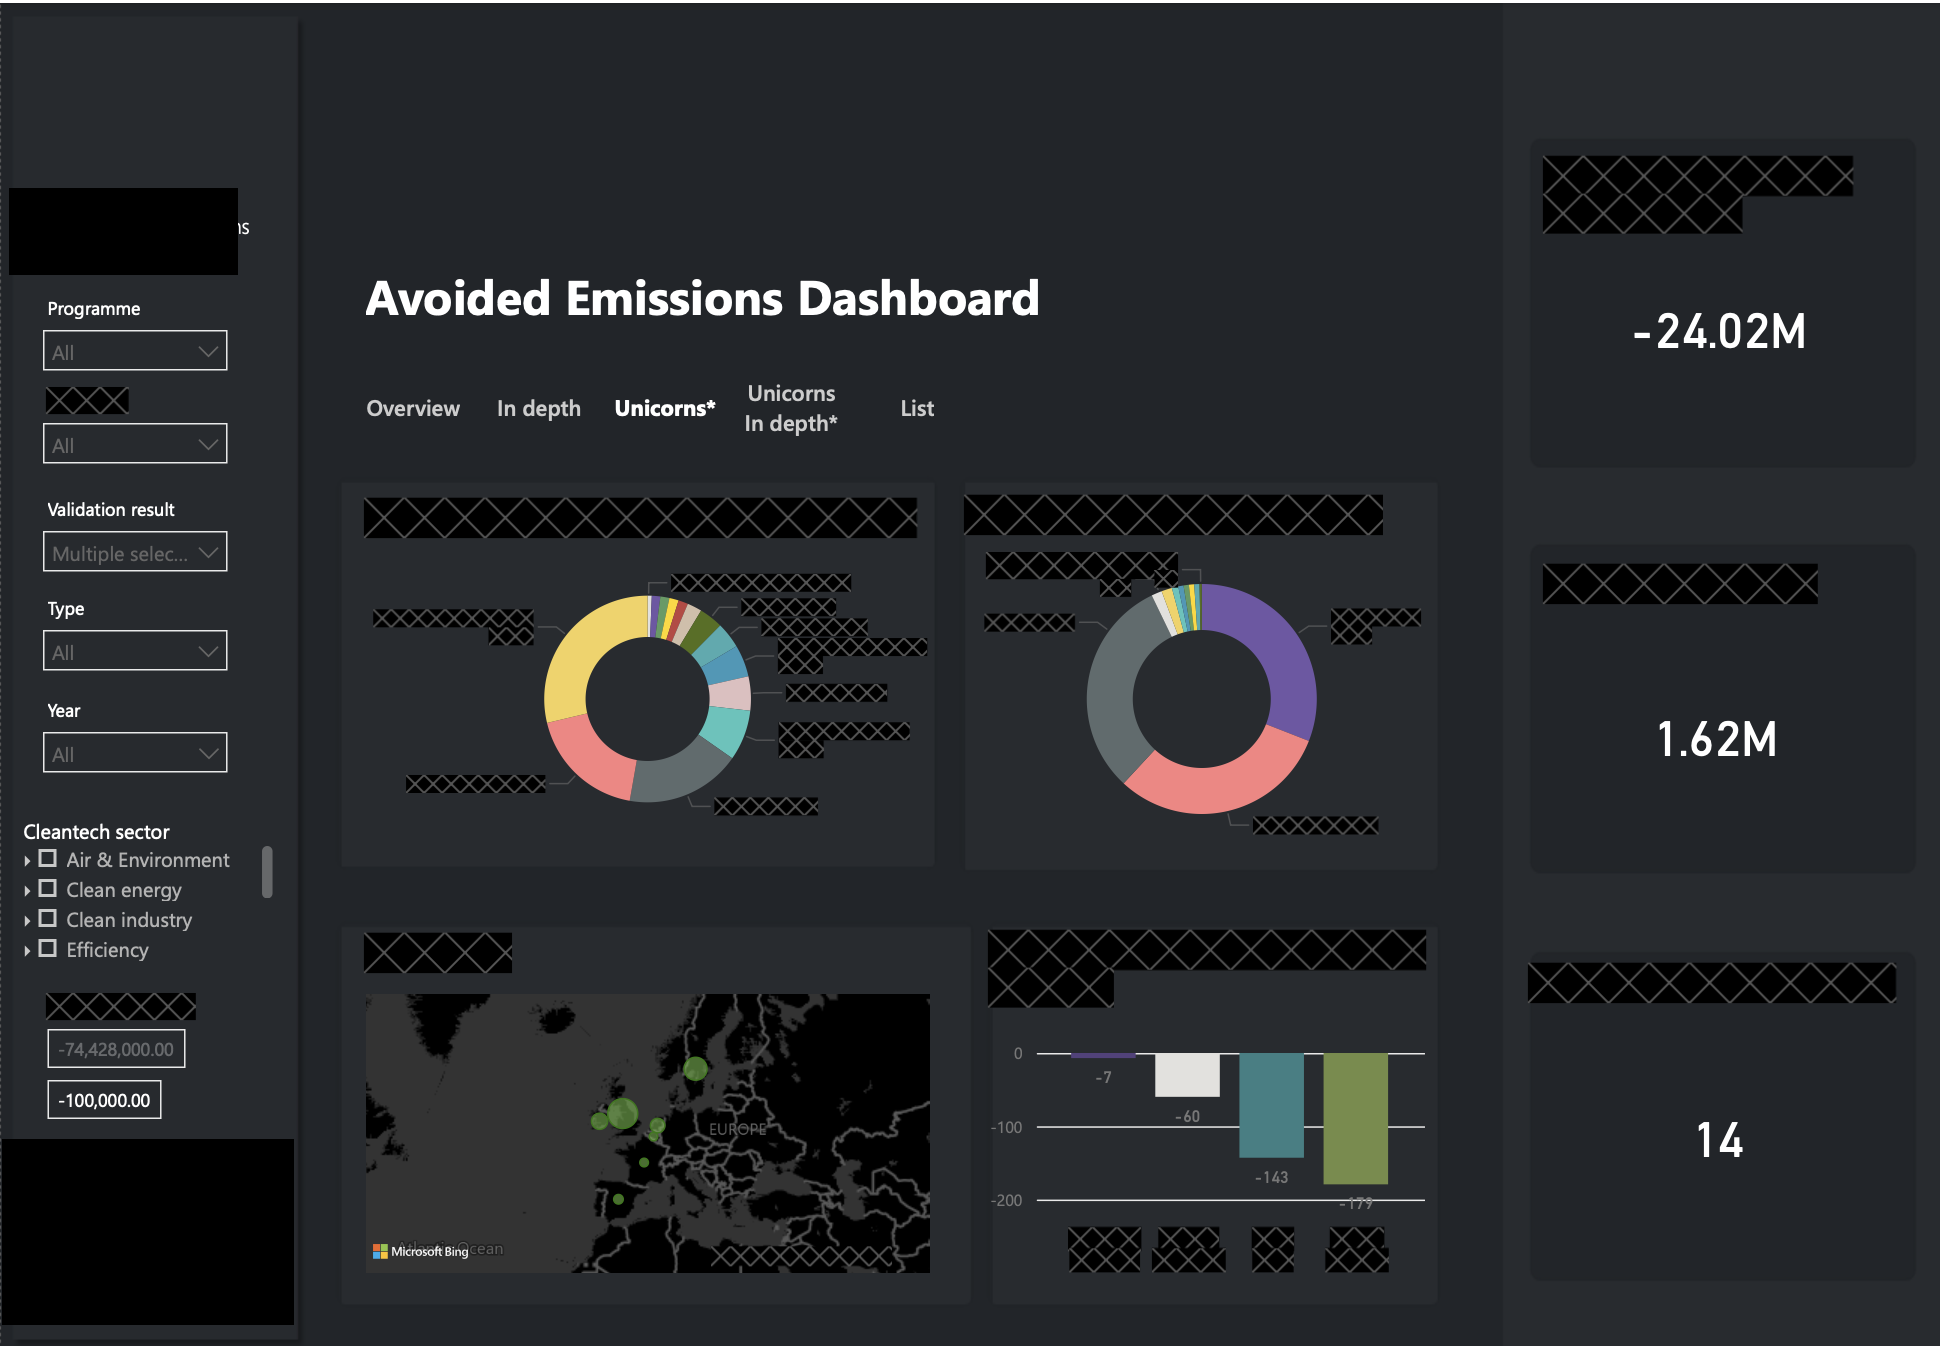 Programme
All
All
Validation result
Multiple selec...
Type
All
Year
All
Cleantech sector
Air & Environment
Clean energy
Clean industry
Efficiency
-74,428,000.00
-100,000.00
Avoided Emissions Dashboard
Overview
In depth
Unicorns*
Unicorns
In depth*
List
EUROPE
Atlantic Ocean
Microsoft Bing
0
-100
-200
-7
-60
-143
-179
-24.02M
1.62M
14